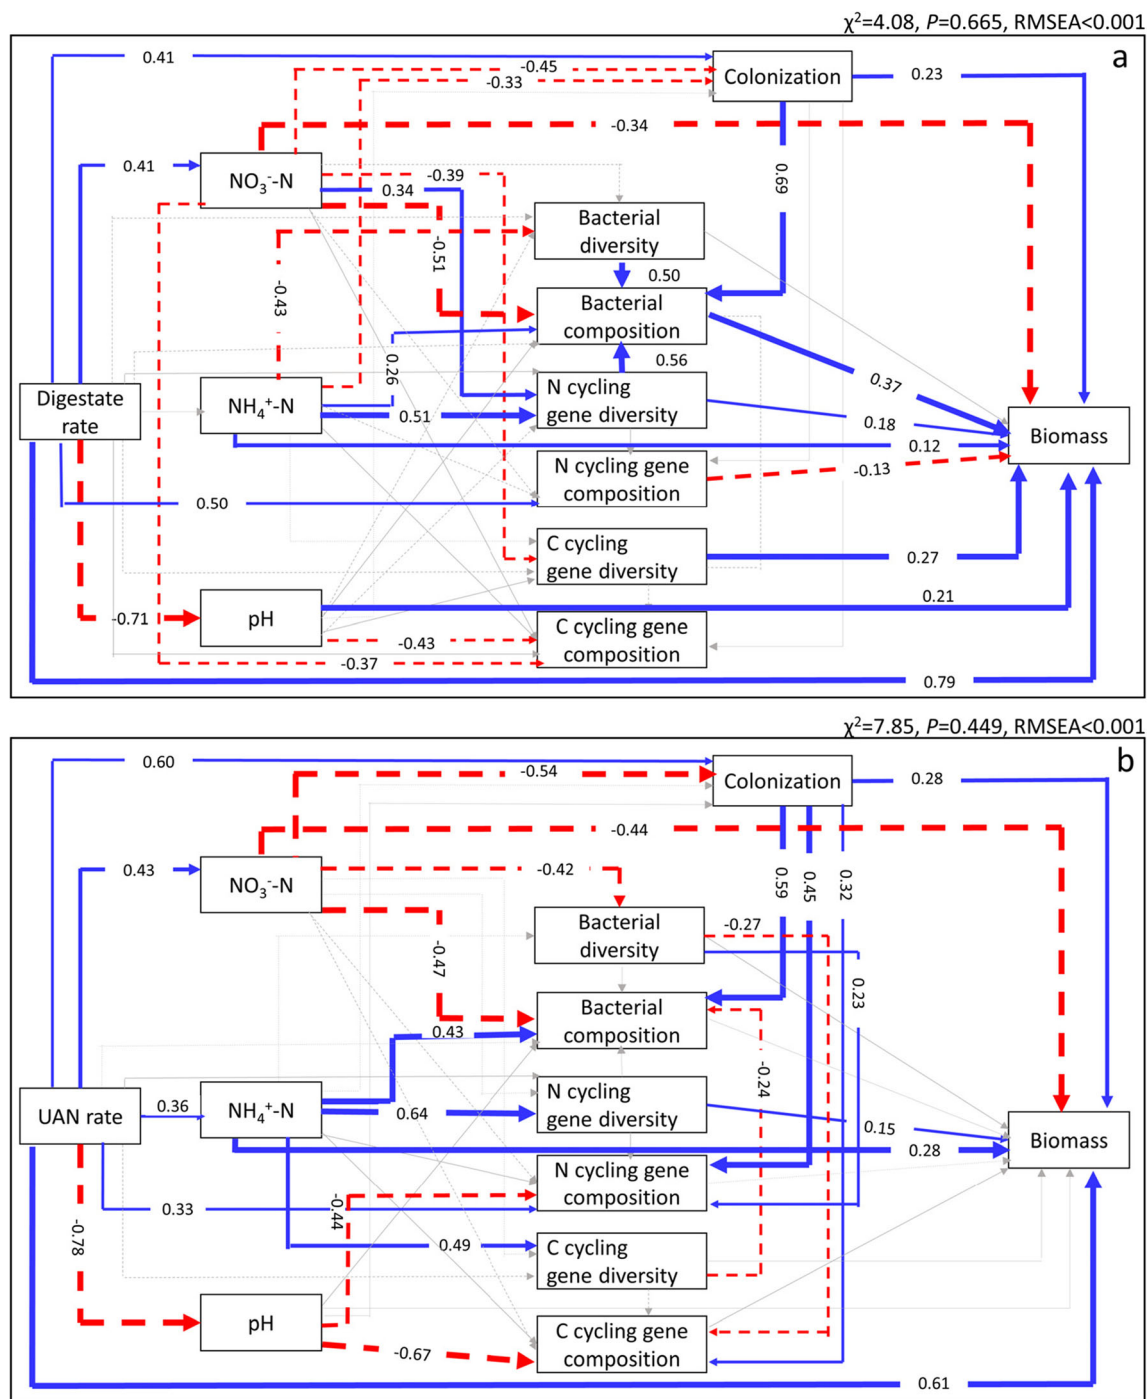 χ²=4.08, P=0.665, RMSEA<0.001
a
0.41
-0.45
-0.33
Colonization
0.23
-0.34
0.41
NO₃⁻-N
-0.39
0.34
0.69
Bacterial
diversity
-0.51
0.50
-0.43
Bacterial
composition
0.26
0.56
0.37
Digestate
rate
NH₄⁺-N
N cycling
gene diversity
0.51
0.18
0.12
Biomass
N cycling gene
composition
-0.13
0.50
C cycling
gene diversity
0.27
-0.71
pH
0.21
-0.43
C cycling gene
composition
-0.37
0.79
χ²=7.85, P=0.449, RMSEA<0.001
b
0.60
-0.54
Colonization
0.28
-0.44
0.43
NO₃⁻-N
-0.42
0.59
0.45
0.32
Bacterial
diversity
-0.27
-0.47
0.23
Bacterial
composition
0.43
-0.24
UAN rate
0.36
NH₄⁺-N
N cycling
gene diversity
0.64
0.15
0.28
Biomass
N cycling gene
composition
0.33
-0.44
-0.78
0.49
C cycling
gene diversity
pH
-0.67
C cycling gene
composition
0.61